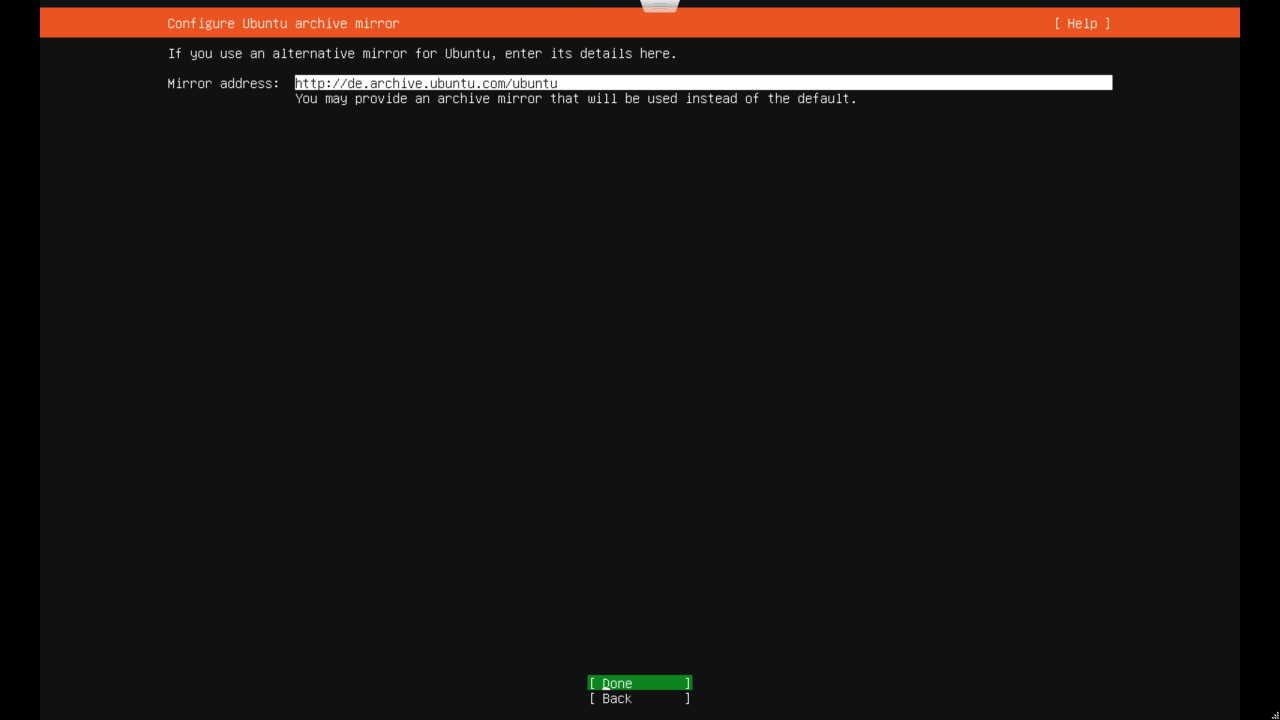 Configure Ubuntu archive mirror [ Help ]
If you use an alternative mirror for Ubuntu, enter its details here.
Mirror address: http://de.archive.ubuntu.com/ubuntu
You may provide an archive mirror that will be used instead of the default.
[ Done ]
[ Back ]